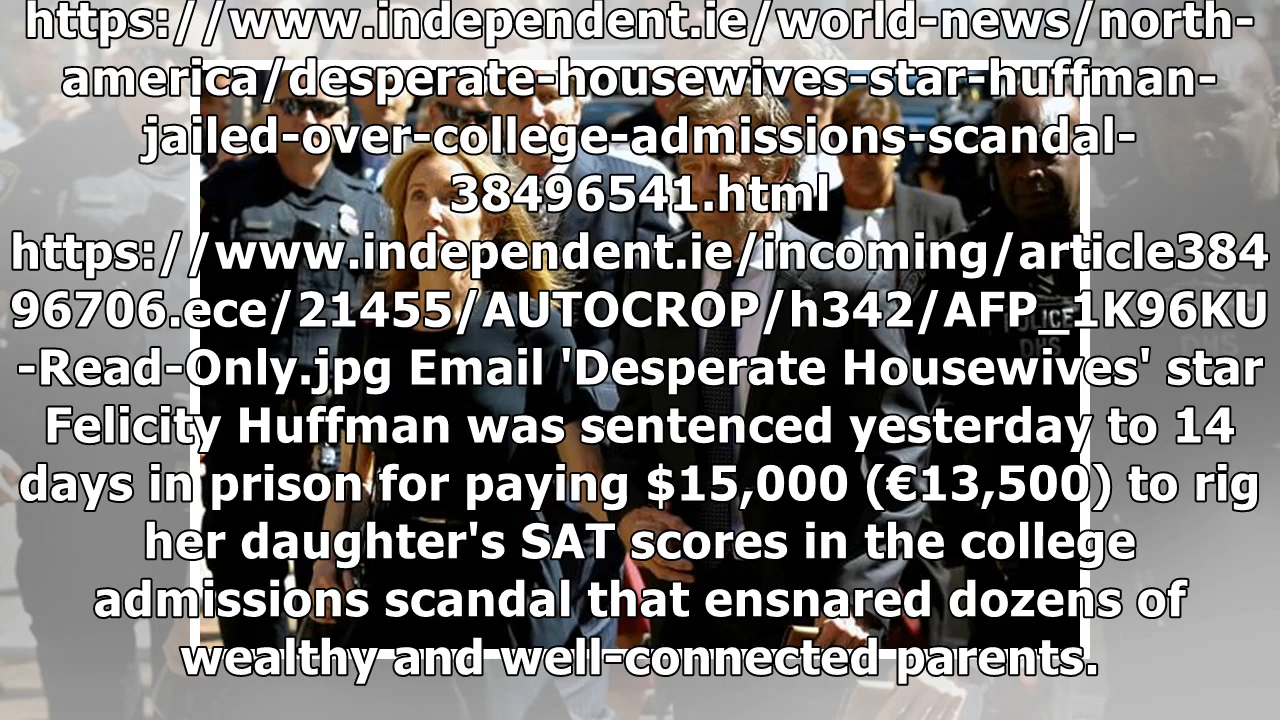 https://www.independent.ie/world-news/north-
america/desperate-housewives-star-huffman-
jailed-over-college-admissions-scandal-
38496541.html
https://www.independent.ie/incoming/article384
96706.ece/21455/AUTOCROP/h342/AFP_1K96KU
-Read-Only.jpg Email 'Desperate Housewives' star
Felicity Huffman was sentenced yesterday to 14
days in prison for paying $15,000 (€13,500) to rig
her daughter's SAT scores in the college
admissions scandal that ensnared dozens of
wealthy and well-connected parents.
POLICE
DHS